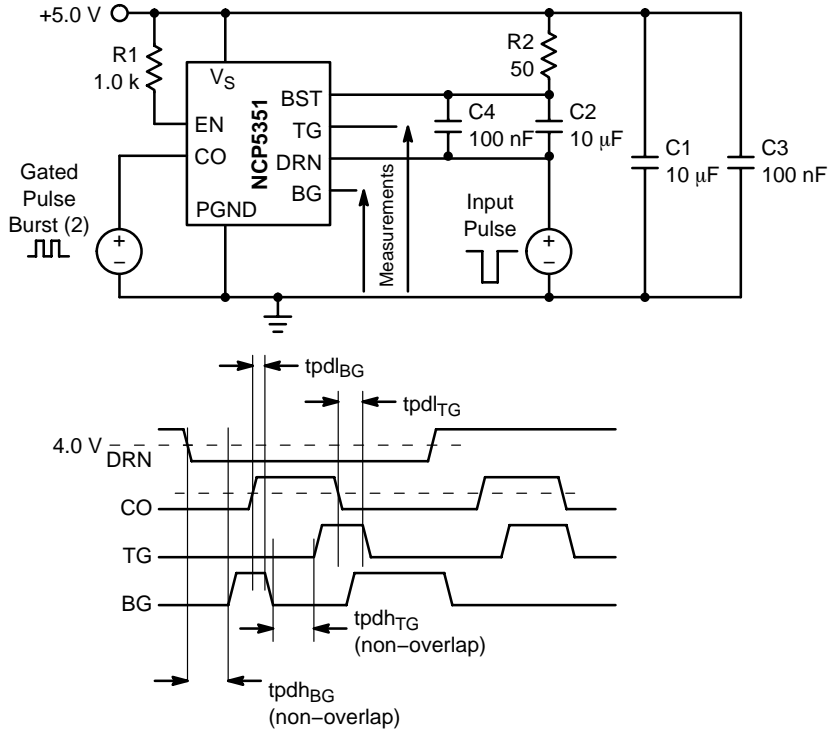 +5.0 V
R1
1.0 k
VS
EN
CO
PGND
NCP5351
BST
TG
DRN
BG
Gated
Pulse
Burst (2)
+
−
Measurements
R2
50
C4
100 nF
C2
10 μF
Input
Pulse
+
−
C1
10 μF
C3
100 nF
tpdlBG
tpdlTG
4.0 V
DRN
CO
TG
BG
tpdhTG
(non−overlap)
tpdhBG
(non−overlap)